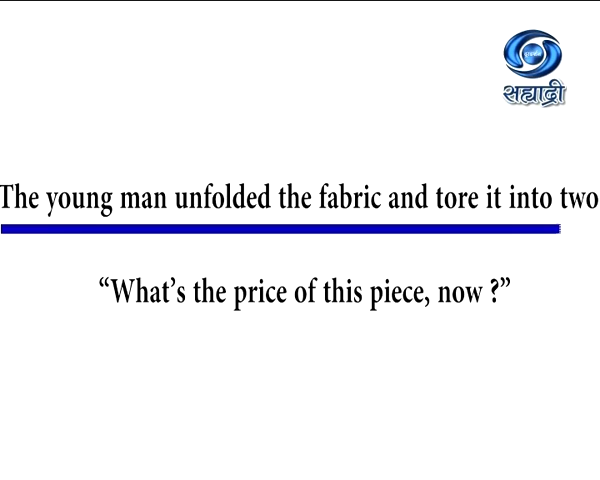 सह्याद्री
The young man unfolded the fabric and tore it into two
“What’s the price of this piece, now ?”